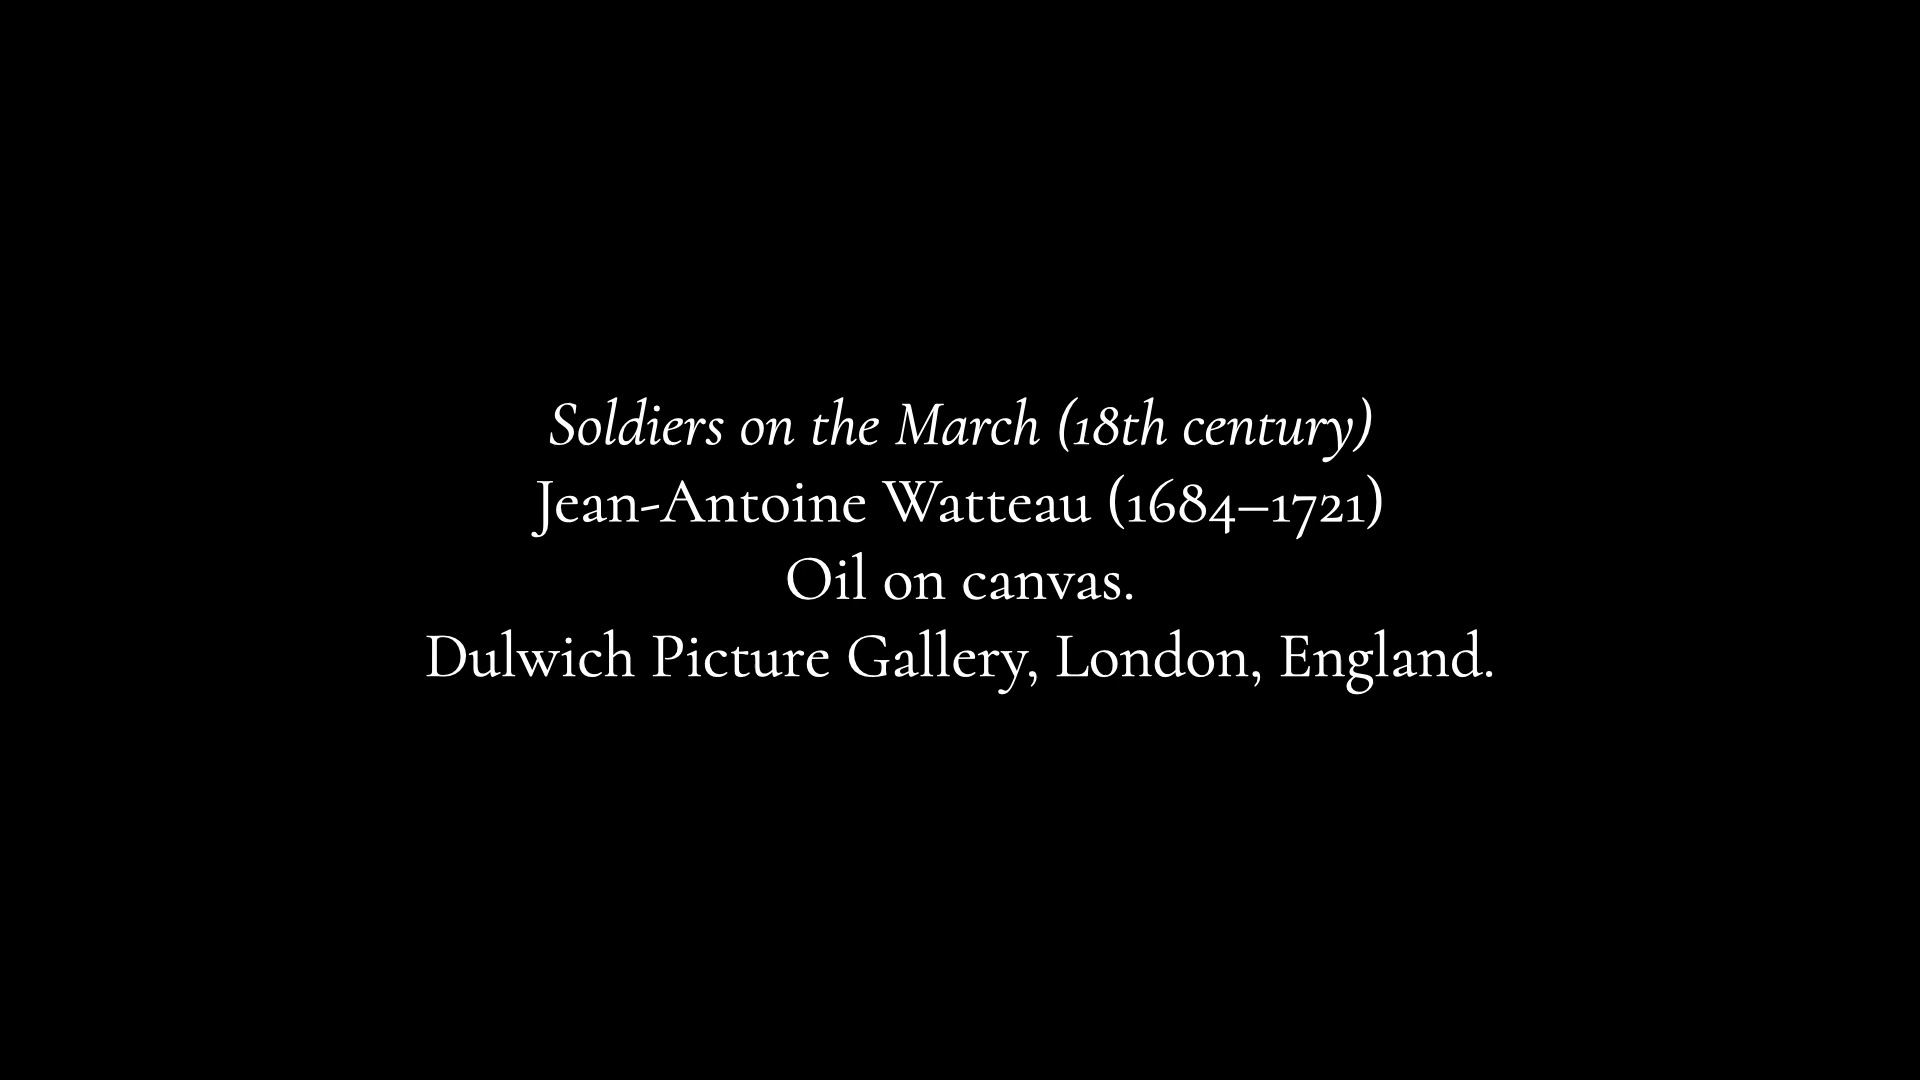 Soldiers on the March (18th century)
Jean-Antoine Watteau (1684–1721)
Oil on canvas.
Dulwich Picture Gallery, London, England.